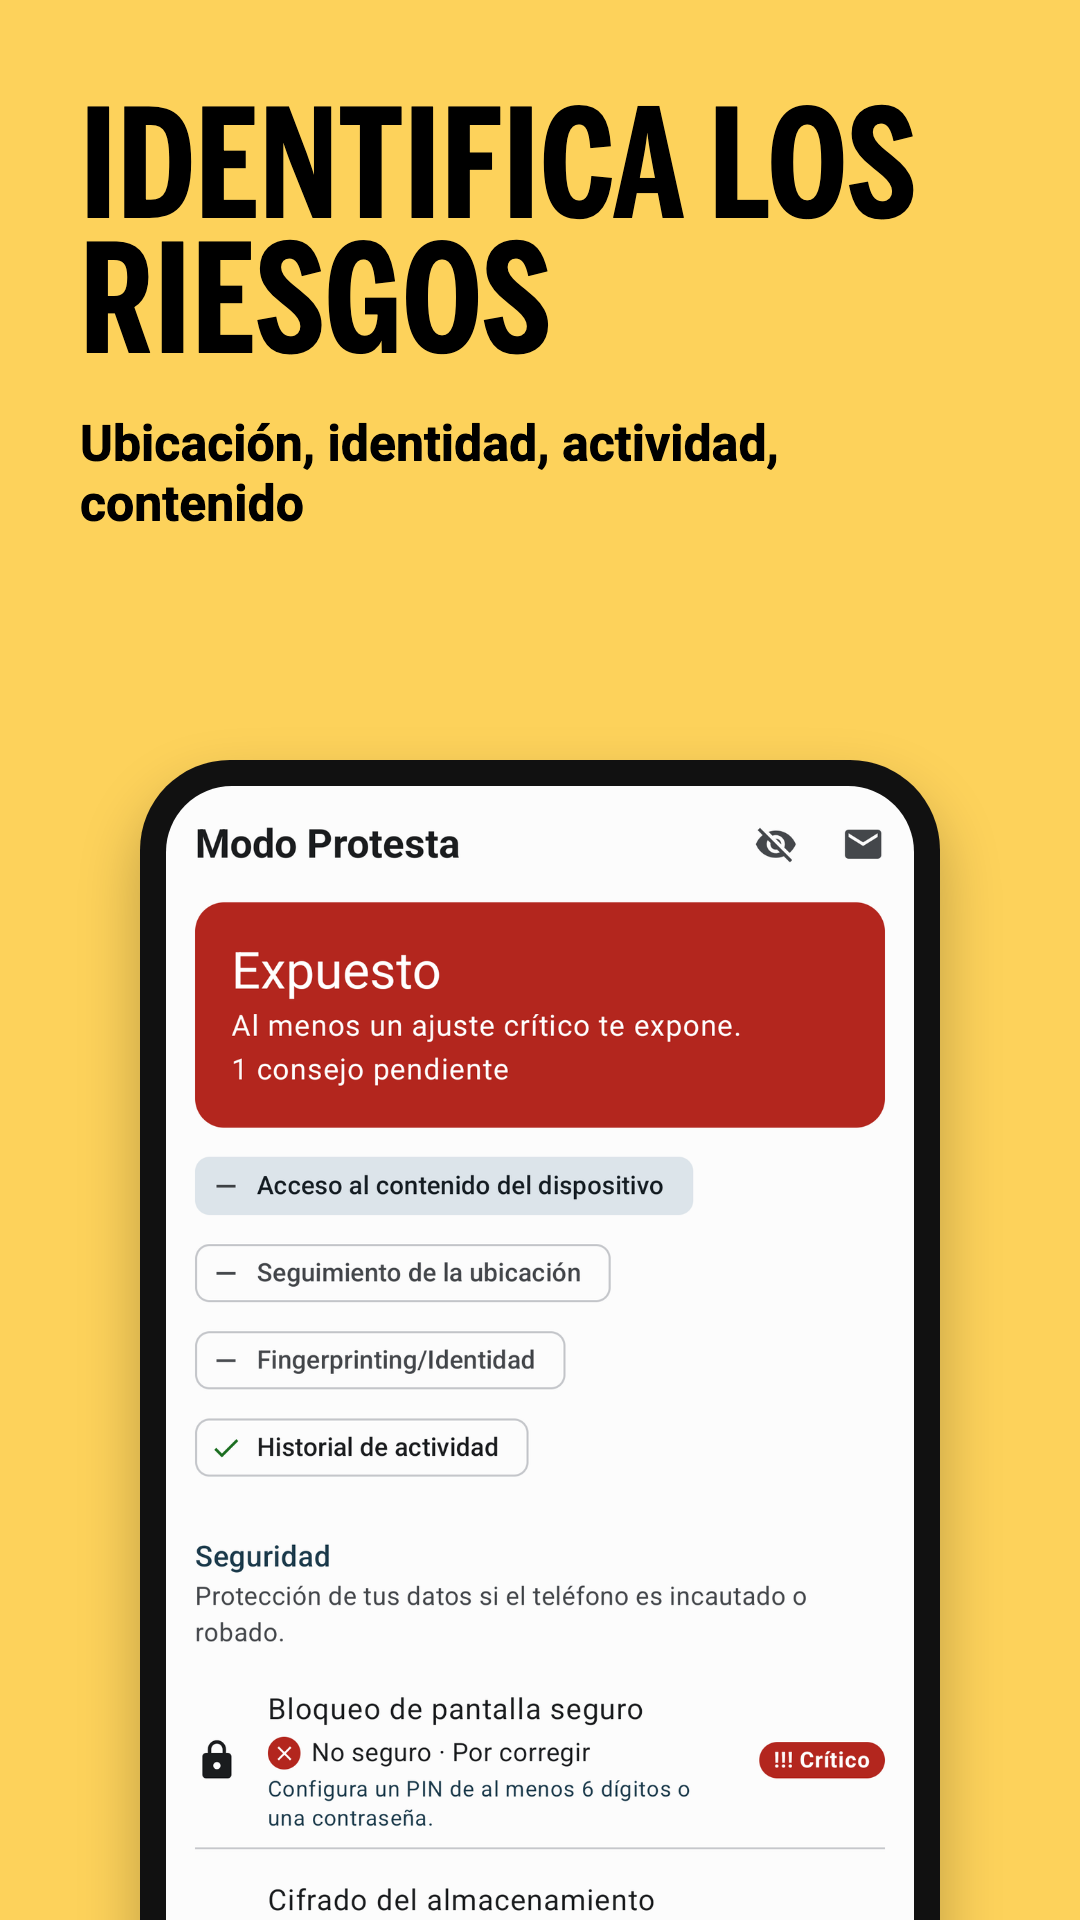 IDENTIFICA LOS
RIESGOS
Ubicación, identidad, actividad,
contenido
Modo Protesta
Expuesto
Al menos un ajuste crítico te expone.
1 consejo pendiente
Acceso al contenido del dispositivo
Seguimiento de la ubicación
Fingerprinting/Identidad
Historial de actividad
Seguridad
Protección de tus datos si el teléfono es incautado o
robado.
Bloqueo de pantalla seguro
No seguro · Por corregir
!!! Crítico
Configura un PIN de al menos 6 dígitos o
una contraseña.
Cifrado del almacenamiento